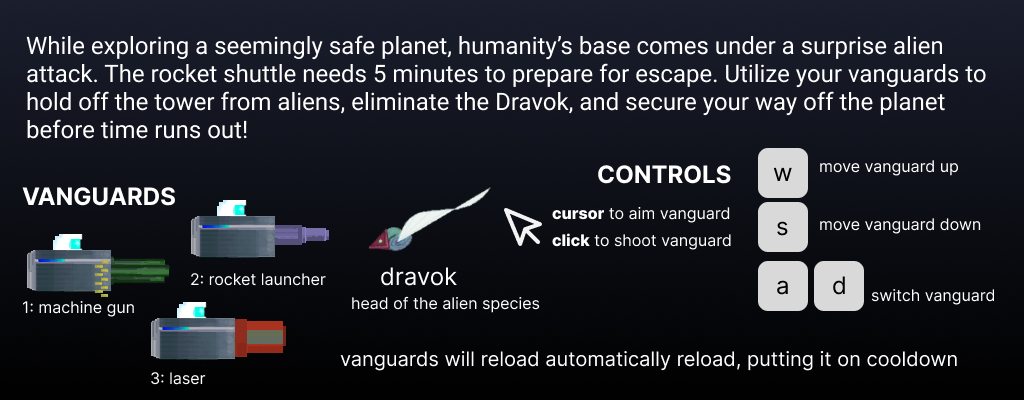 While exploring a seemingly safe planet, humanity's base comes under a surprise alien
attack. The rocket shuttle needs 5 minutes to prepare for escape. Utilize your vanguards to
hold off the tower from aliens, eliminate the Dravok, and secure your way off the planet
before time runs out!
VANGUARDS
1: machine gun
2: rocket launcher
3: laser
dravok
head of the alien species
CONTROLS
cursor to aim vanguard
click to shoot vanguard
w move vanguard up
s move vanguard down
a d switch vanguard
vanguards will reload automatically reload, putting it on cooldown